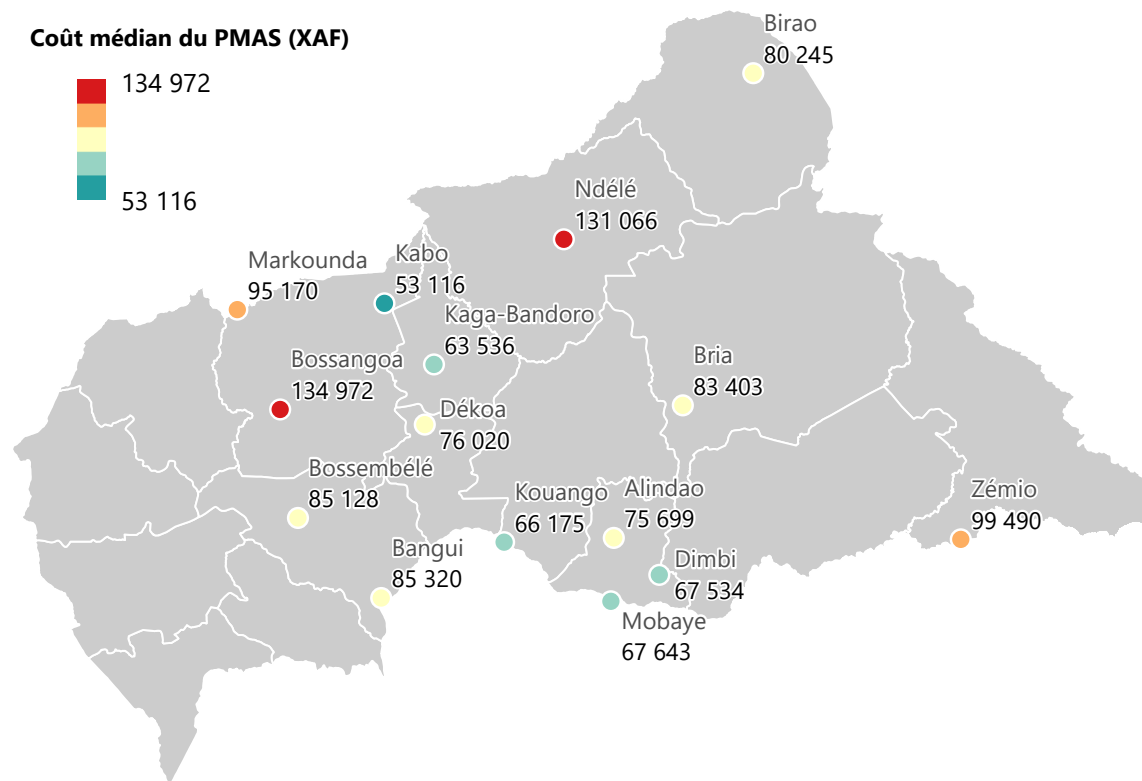 Coût médian du PMAS (XAF)
134 972
53 116
Birao
80 245
Ndélé
131 066
Markounda
95 170
Kabo
53 116
Kaga-Bandoro
63 536
Bossangoa
134 972
Bria
83 403
Dékoa
76 020
Bossembélé
85 128
Kouango
66 175
Alindao
75 699
Zémio
99 490
Bangui
85 320
Dimbi
67 534
Mobaye
67 643